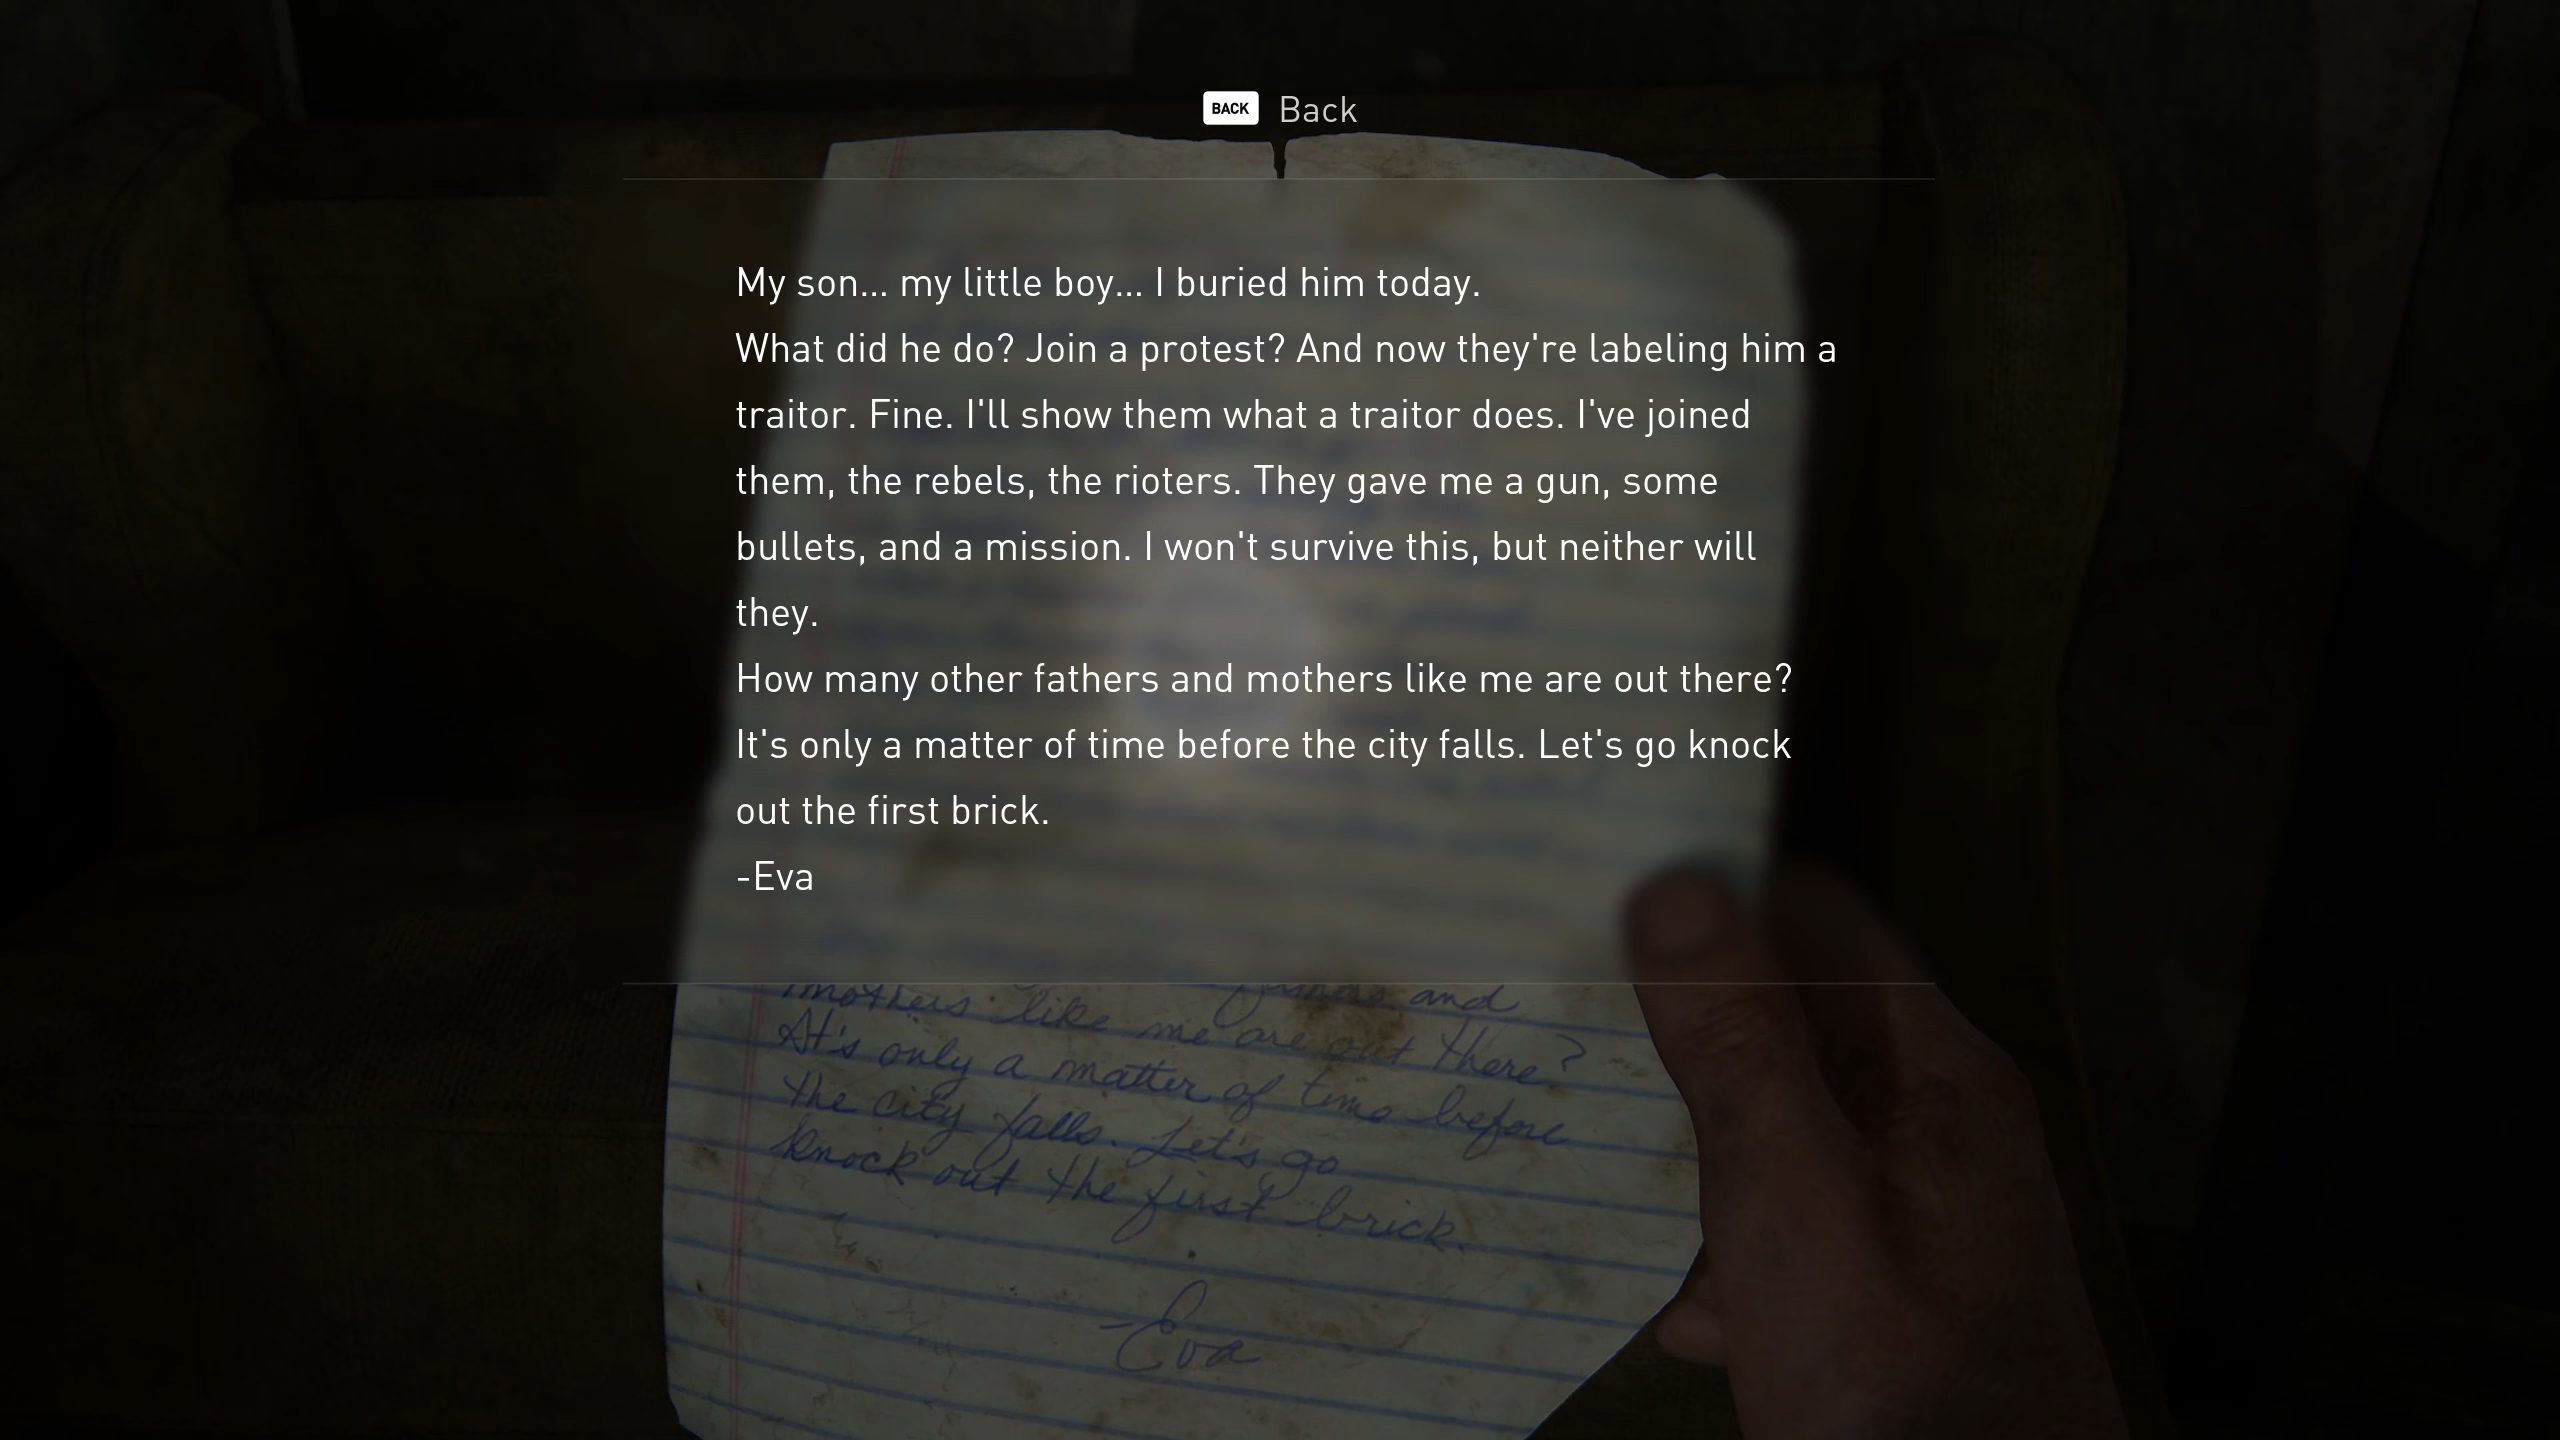 BACK Back
My son... my little boy... I buried him today.
What did he do? Join a protest? And now they're labeling him a
traitor. Fine. I'll show them what a traitor does. I've joined
them, the rebels, the rioters. They gave me a gun, some
bullets, and a mission. I won't survive this, but neither will
they.
How many other fathers and mothers like me are out there?
It's only a matter of time before the city falls. Let's go knock
out the first brick.
-Eva
fathers and
mothers like me are out there?
It's only a matter of time before
the city falls. Let's go
knock out the first brick.
-Eva